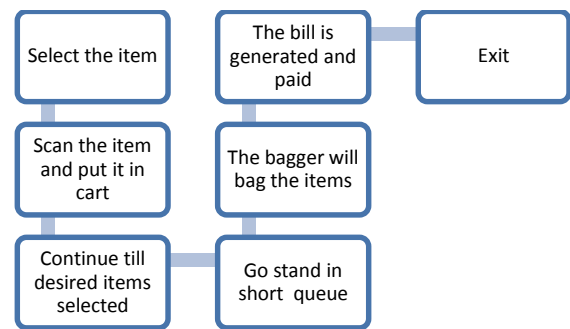 Select the item
Scan the item
and put it in
cart
Continue till
desired items
selected
Go stand in
short queue
The bagger will
bag the items
The bill is
generated and
paid
Exit